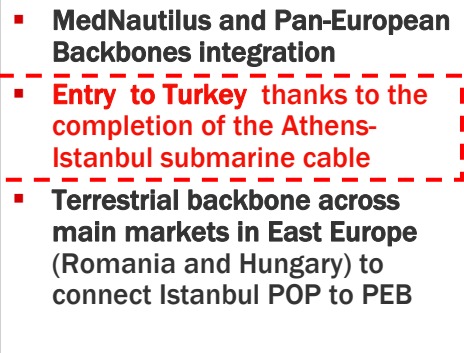 ▪ MedNautilus and Pan-European
Backbones integration
▪ Entry to Turkey thanks to the
completion of the Athens-
Istanbul submarine cable
▪ Terrestrial backbone across
main markets in East Europe
(Romania and Hungary) to
connect Istanbul POP to PEB